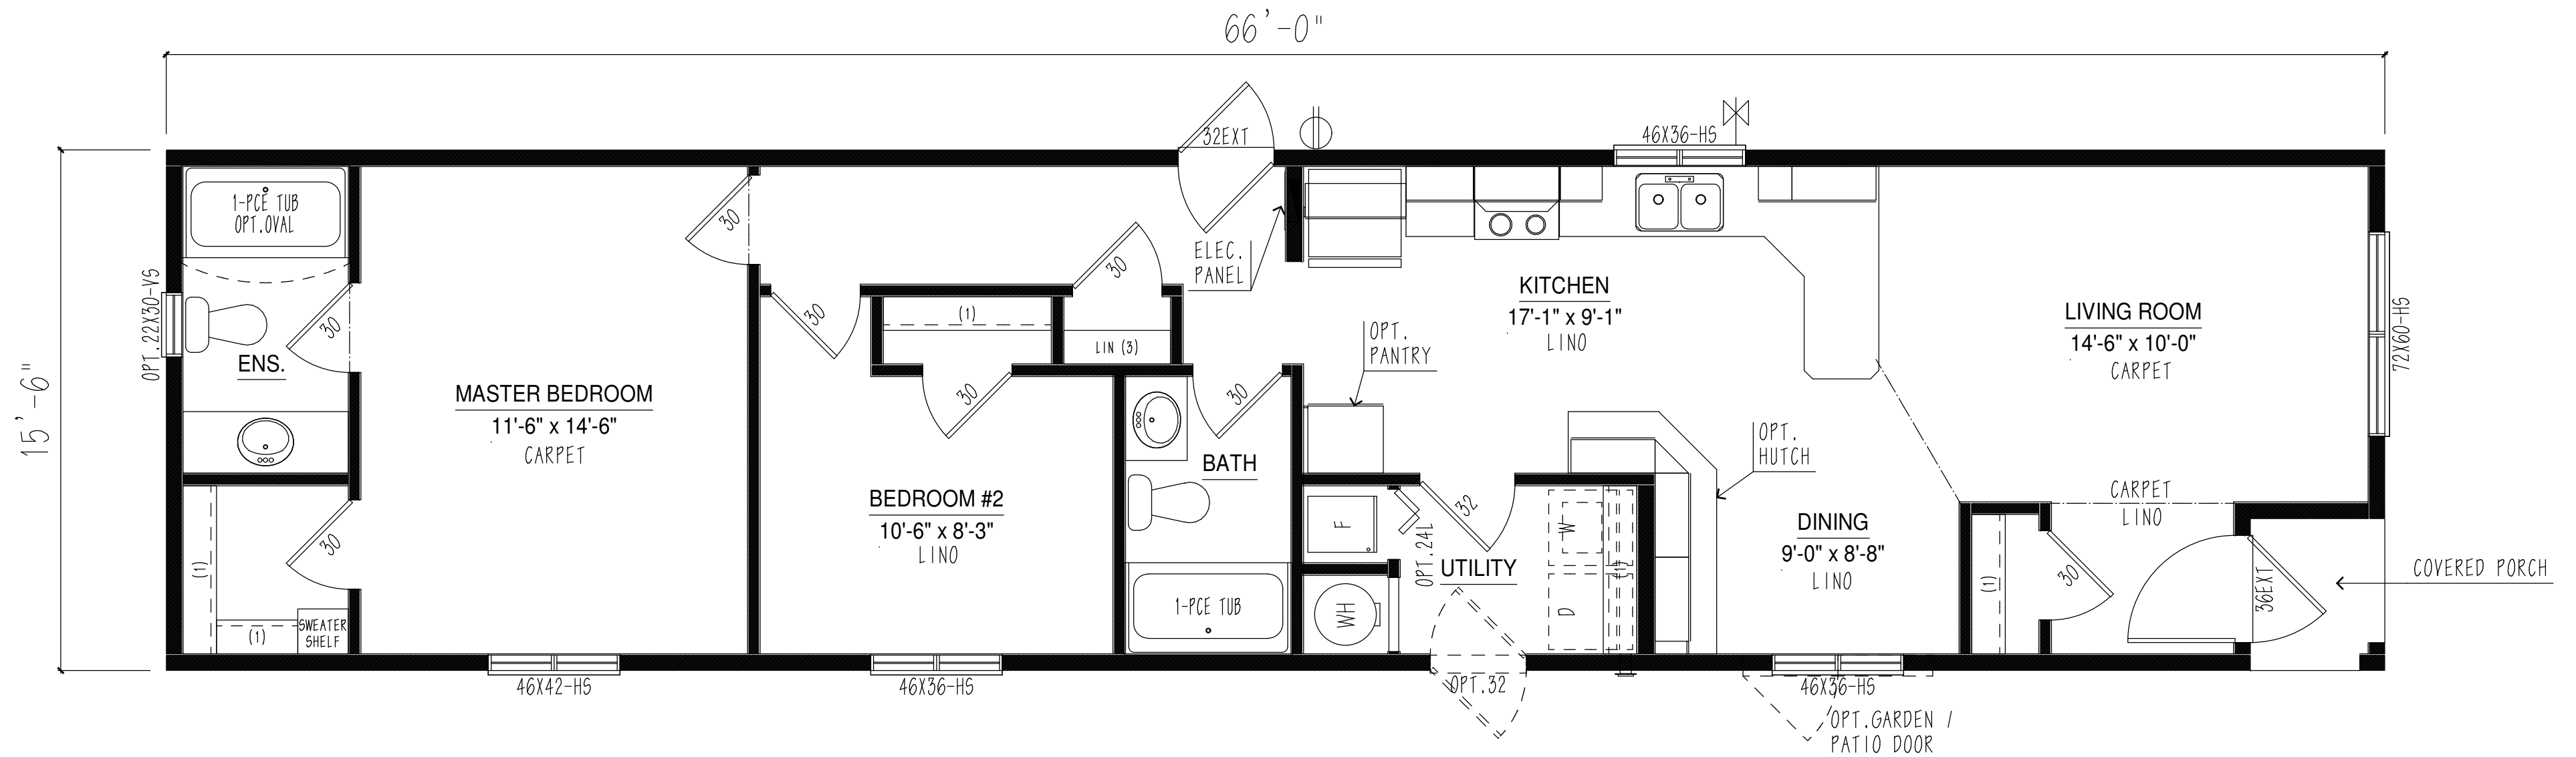 66'-0"
15'-6"
32EXT
46X36-HS
1-PCE TUB
OPT.OVAL
OPT.22X30-VS
30
ENS.
30
MASTER BEDROOM
11'-6" x 14'-6"
CARPET
30
(1)
(1)
SWEATER
SHELF
46X42-HS
30
(1)
30
LIN (3)
30
BEDROOM #2
10'-6" x 8'-3"
LINO
46X36-HS
ELEC.
PANEL
30
BATH
1-PCE TUB
OPT.
PANTRY
KITCHEN
17'-1" x 9'-1"
LINO
F
WH
OPT.24L
32
UTILITY
W
D
(1)
OPT.32
OPT.
HUTCH
DINING
9'-0" x 8'-8"
LINO
46X36-HS
OPT.GARDEN /
PATIO DOOR
LIVING ROOM
14'-6" x 10'-0"
CARPET
72X60-HS
CARPET
LINO
(1)
30
36EXT
COVERED PORCH